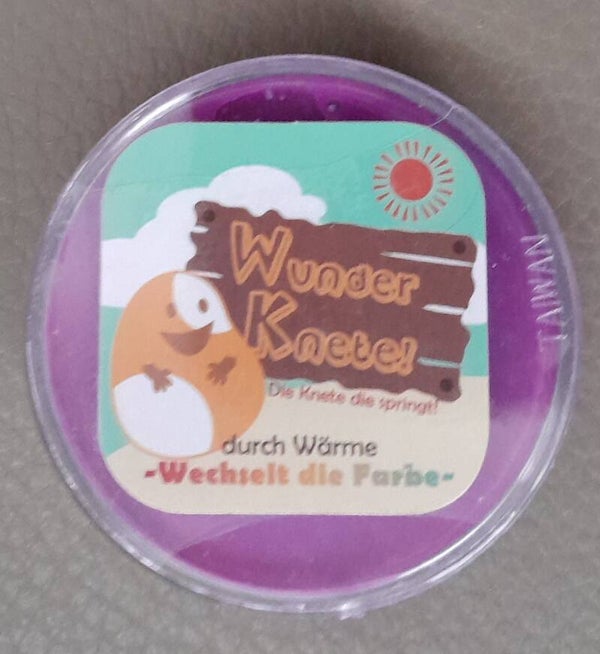 Wunder
Knete!
Die Knete die springt!
durch Wärme
-Wechselt die Farbe-
TAIWAN